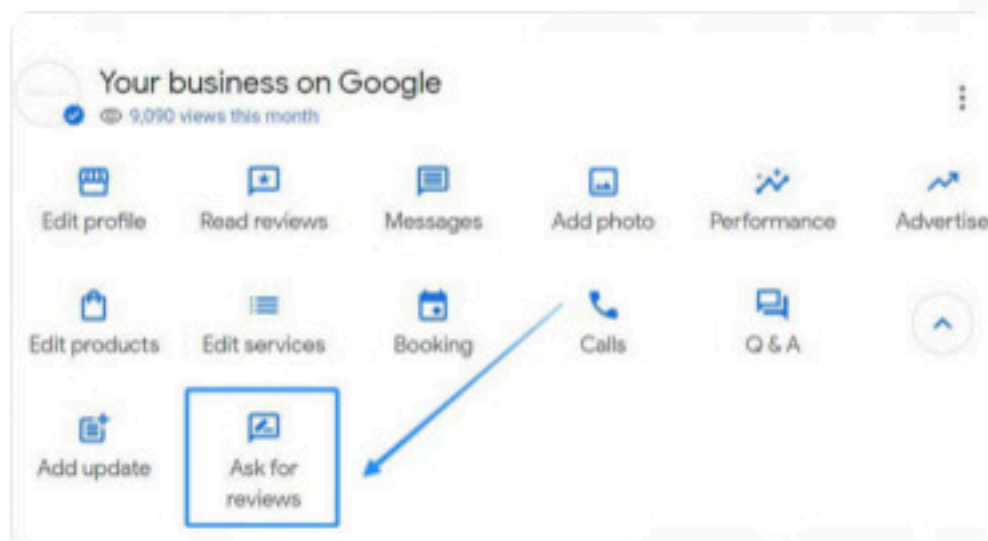 Your business on Google
9,090 views this month
Edit profile
Read reviews
Messages
Add photo
Performance
Advertise
Edit products
Edit services
Booking
Calls
Q & A
Add update
Ask for
reviews